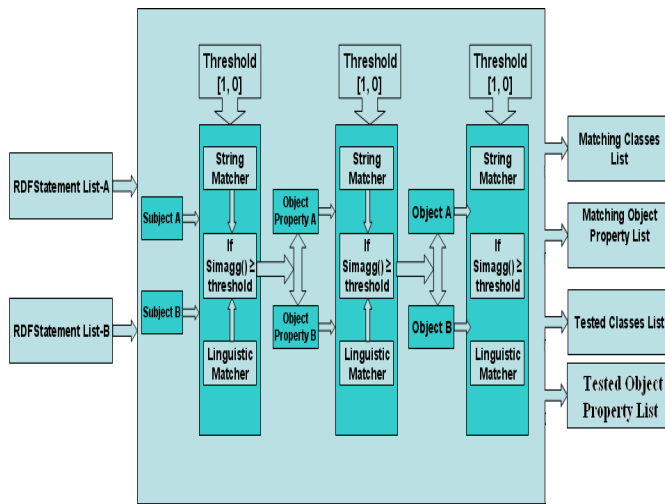 Threshold
[1, 0]
Threshold
[1, 0]
Threshold
[1, 0]
RDFStatement List-A
RDFStatement List-B
Subject A
Subject B
String
Matcher
If
Simagg() ≥
threshold
Linguistic
Matcher
Object
Property A
Object
Property B
String
Matcher
If
Simagg() ≥
threshold
Linguistic
Matcher
Object A
Object B
String
Matcher
If
Simagg() ≥
threshold
Linguistic
Matcher
Matching Classes
List
Matching Object
Property List
Tested Classes List
Tested Object
Property List